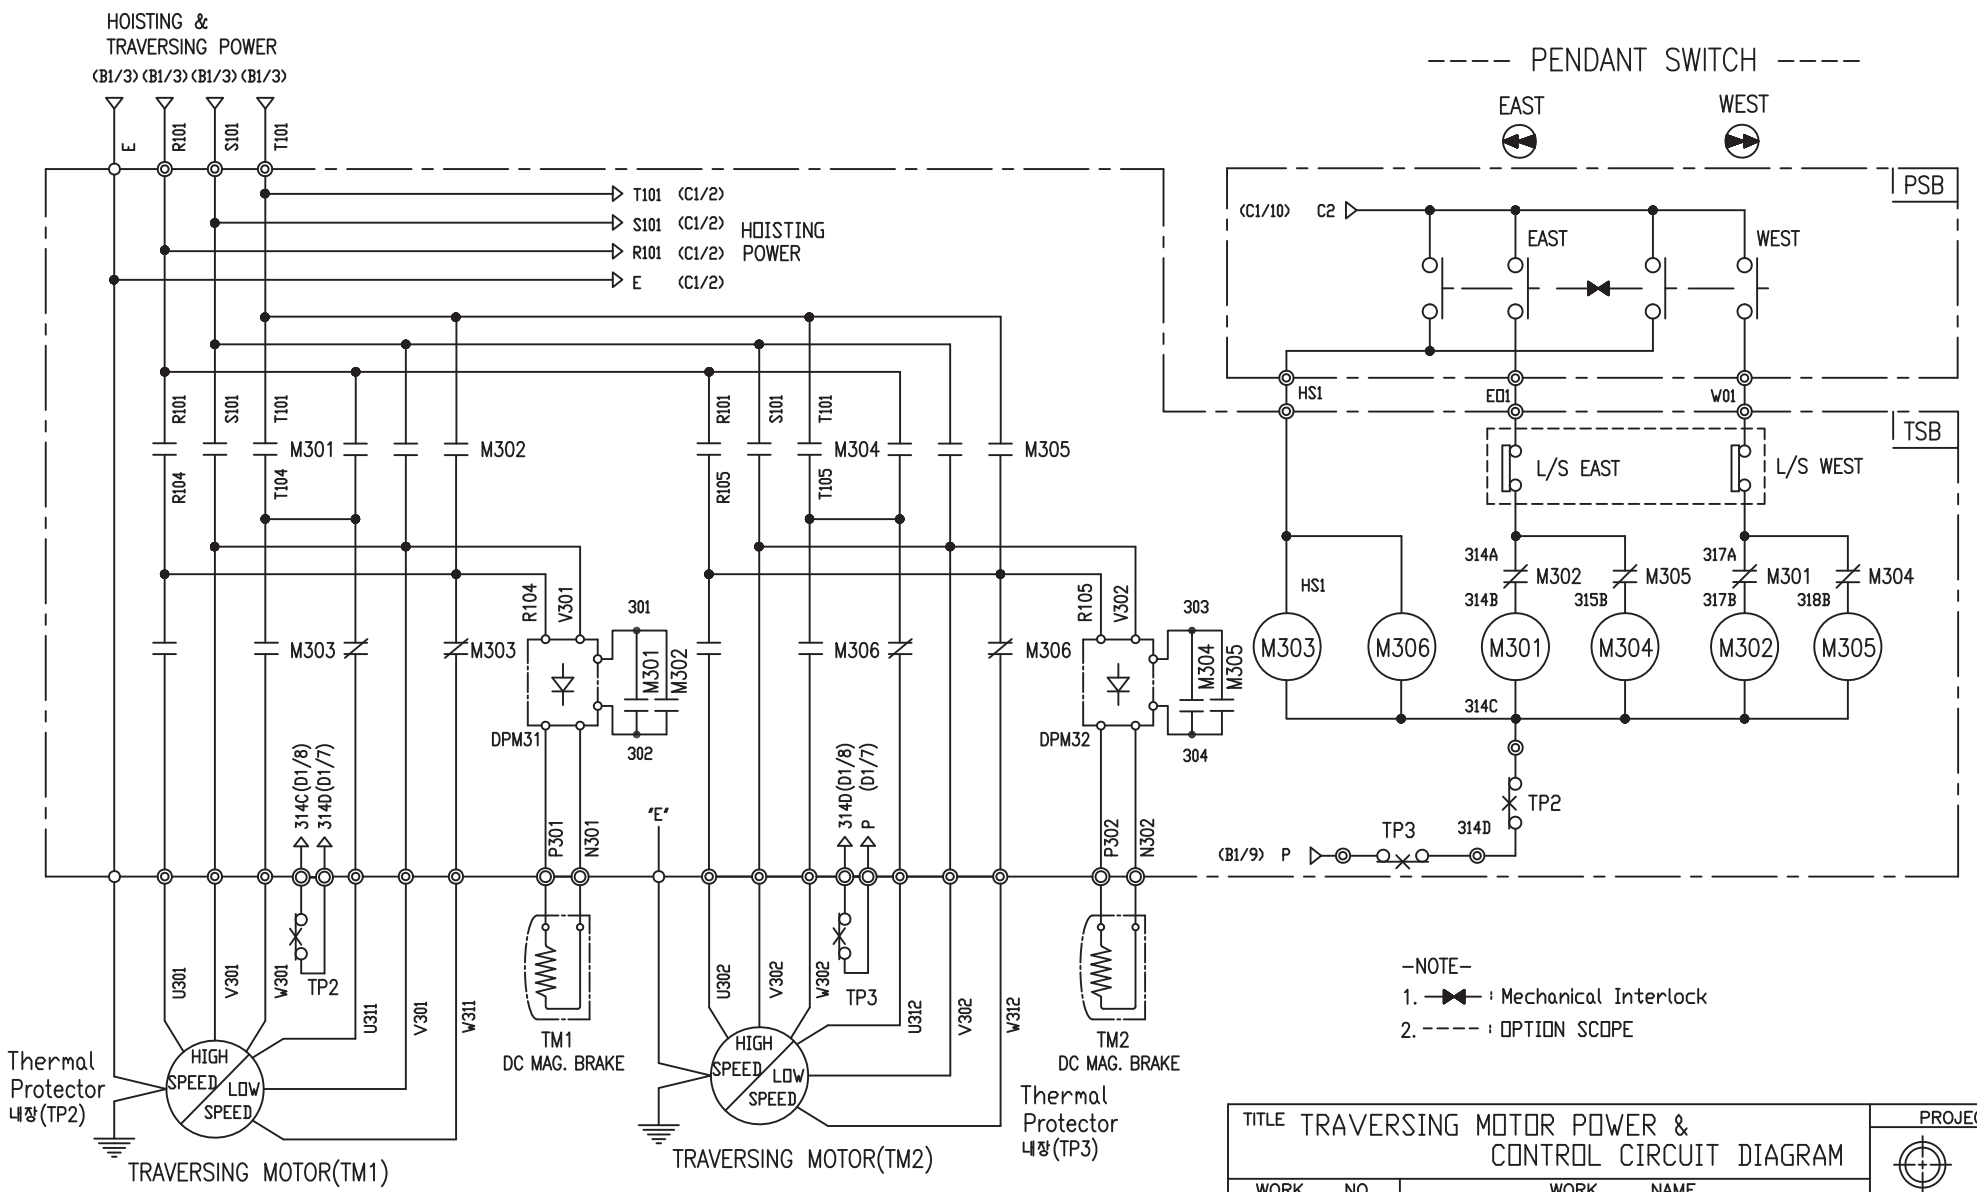 HOISTING &
TRAVERSING POWER
(B1/3) (B1/3) (B1/3) (B1/3)
E R101 S101 T101
T101 (C1/2)
S101 (C1/2)
R101 (C1/2)
E (C1/2)
HOISTING
POWER
R101 S101 T101
M301 M302
R104 T104
R101 S101 T101
M304 M305
R105 T105
M303 M303
R104 V301
301
M301 M302
DPM31
302
M306 M306
R105 V302
303
M304 M305
DPM32
304
314C(D1/8) 314D(D1/7)
P301 N301
"E"
314D(D1/8) P (D1/7)
P302 N302
U301 V301 W301
TP2
U311 V301 W311
U302 V302 W302
TP3
U312 V302 W312
TM1
DC MAG. BRAKE
TM2
DC MAG. BRAKE
HIGH
SPEED
LOW
SPEED
HIGH
SPEED
LOW
SPEED
Thermal
Protector
내장(TP2)
TRAVERSING MOTOR(TM1)
TRAVERSING MOTOR(TM2)
Thermal
Protector
내장(TP3)
---- PENDANT SWITCH ----
EAST WEST
PSB
(C1/10) C2
EAST WEST
HS1 E01 W01
TSB
L/S EAST L/S WEST
314A 317A
HS1 M302 M305 M301 M304
314B 315B 317B 318B
M303 M306 M301 M304 M302 M305
314C
TP2
TP3 314D
(B1/9) P
-NOTE-
1. : Mechanical Interlock
2. ---- : OPTION SCOPE
TITLE TRAVERSING MOTOR POWER &
CONTROL CIRCUIT DIAGRAM
WORK NO WORK NAME